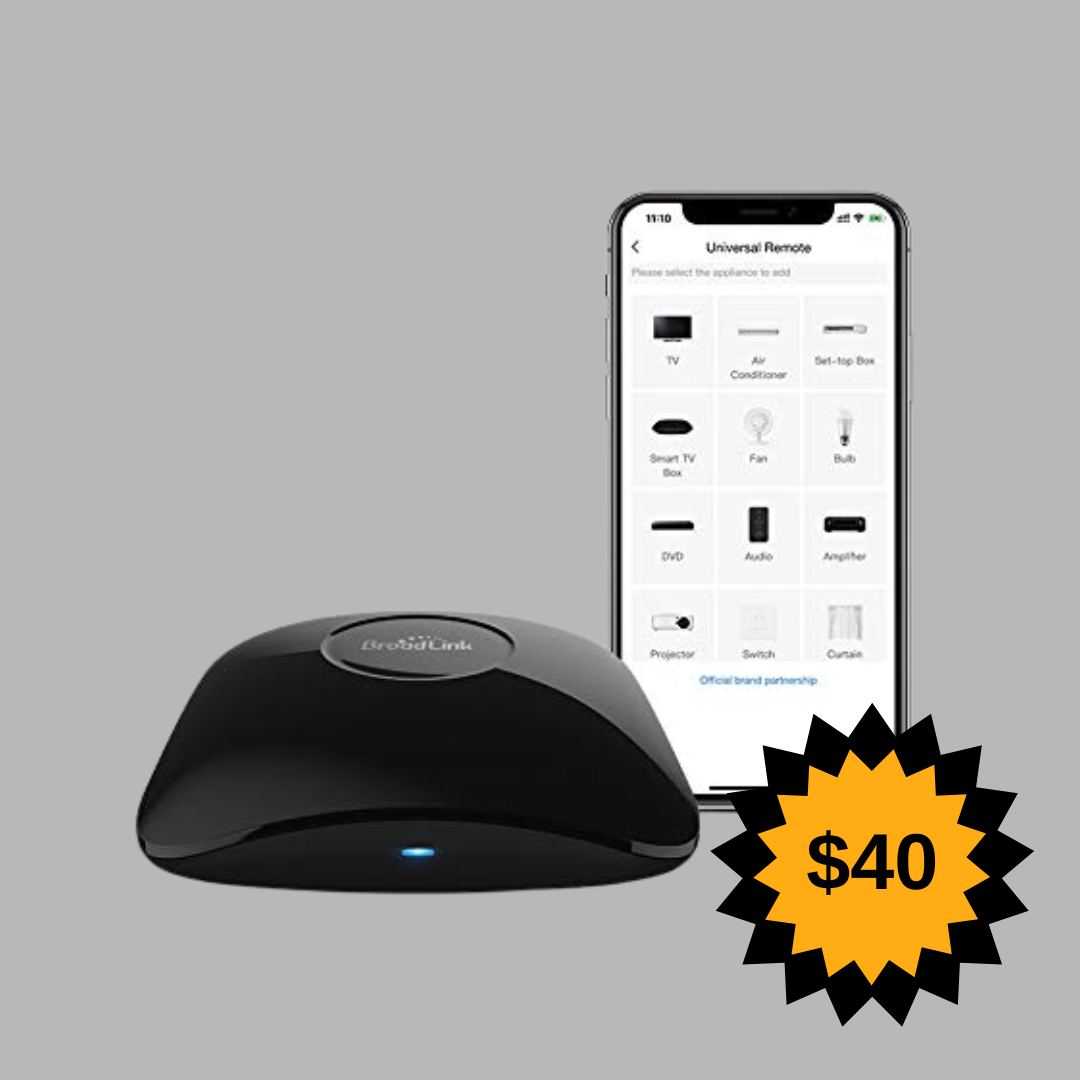 11:10
Universal Remote
Please select the appliance to add
TV
Air
Conditioner
Set-top Box
Smart TV
Box
Fan
Bulb
DVD
Audio
Amplifier
Projector
Switch
Curtain
Official brand partnership
BroadLink
$40